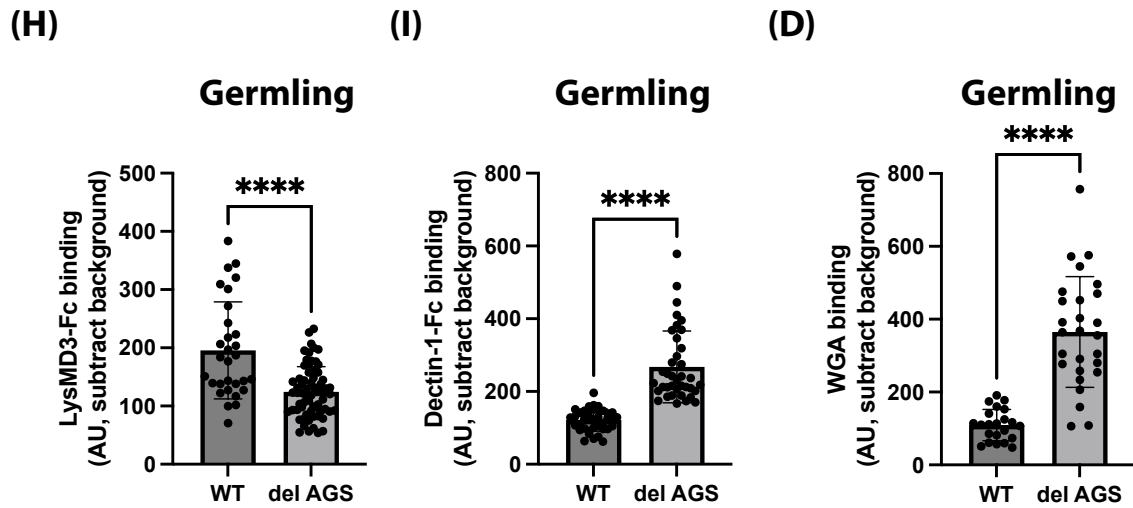 (H)
Germling
****
LysMD3-Fc binding
(AU, subtract background)
500
400
300
200
100
0
WT
del AGS
(I)
Germling
****
Dectin-1-Fc binding
(AU, subtract background)
800
600
400
200
0
WT
del AGS
(D)
Germling
****
WGA binding
(AU, subtract background)
800
600
400
200
0
WT
del AGS